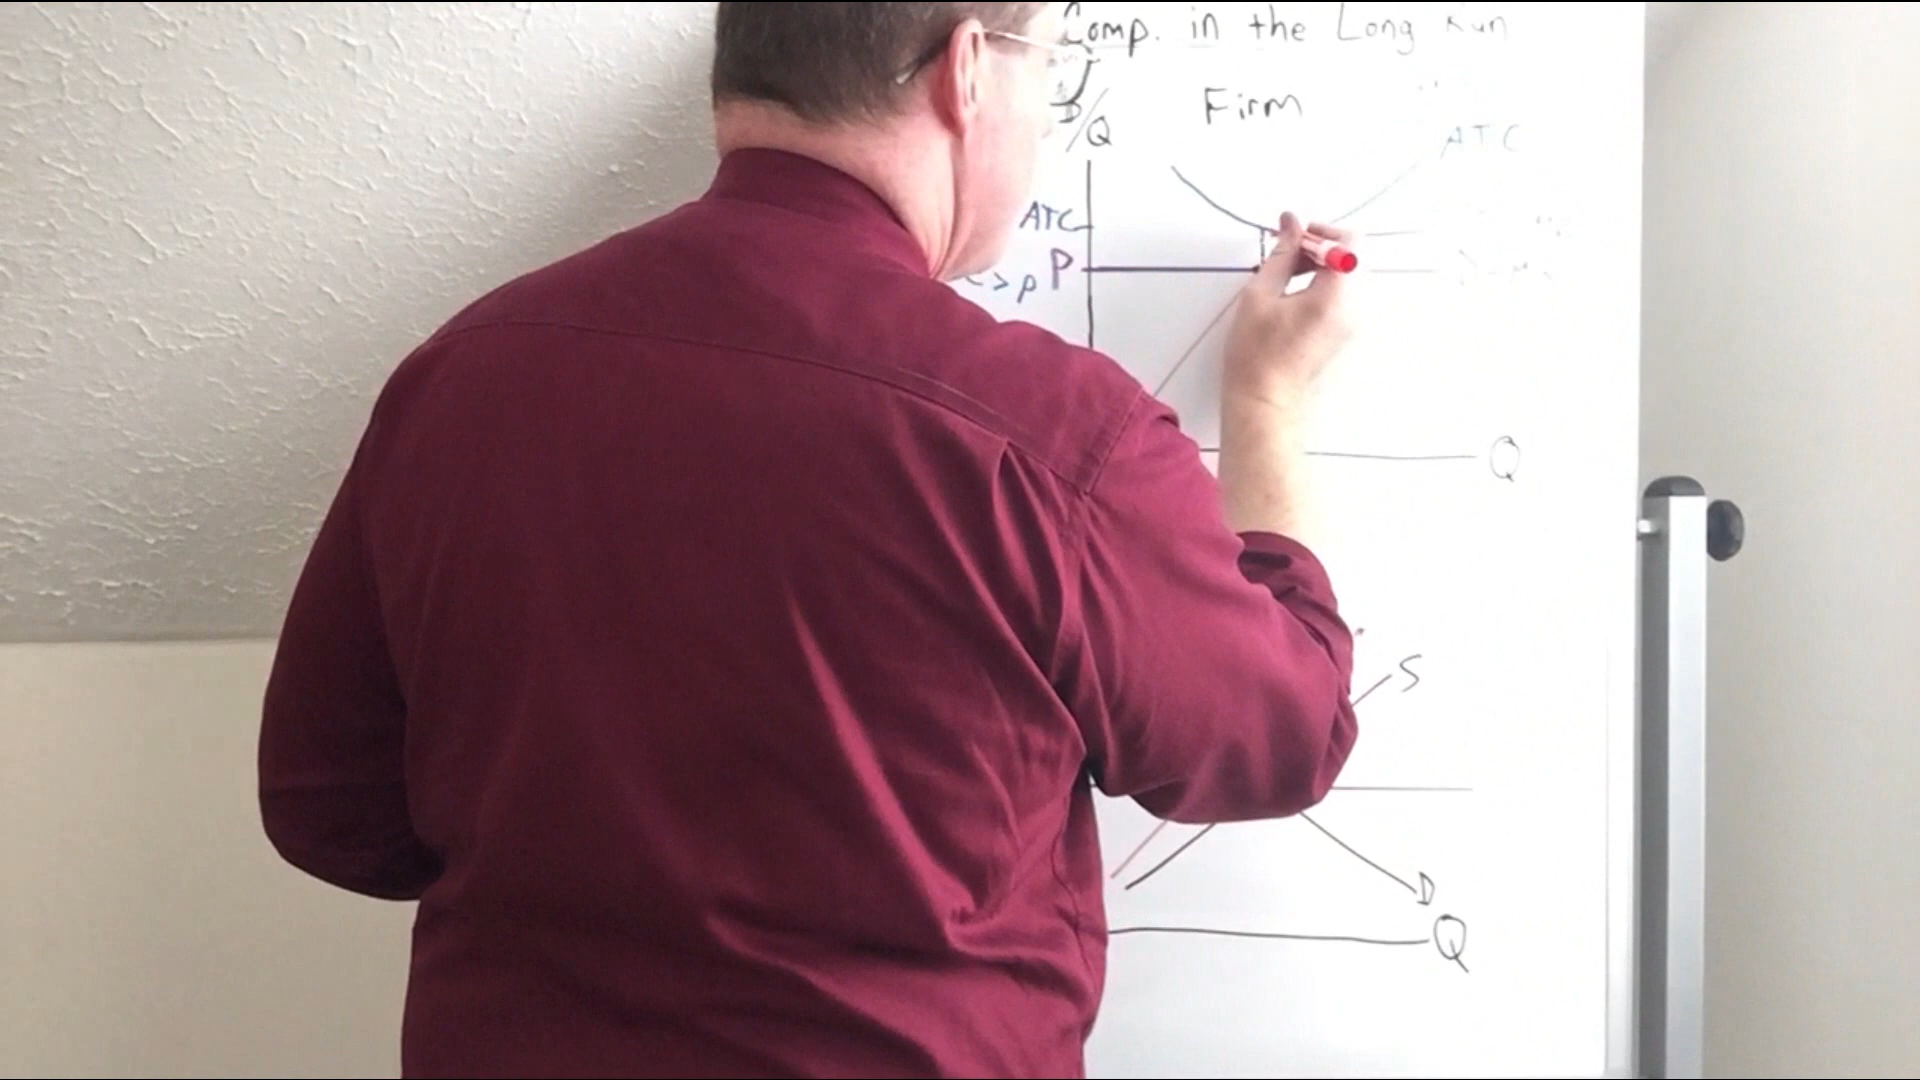 Comp. in the Long Run
Firm
$/Q
ATC
ATC
> P
P
Q
S
D
Q